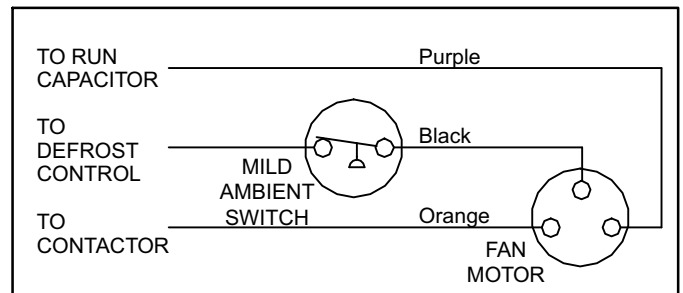 TO RUN
CAPACITOR
Purple
TO
DEFROST
CONTROL
Black
MILD
AMBIENT
SWITCH
TO
CONTACTOR
Orange
FAN
MOTOR